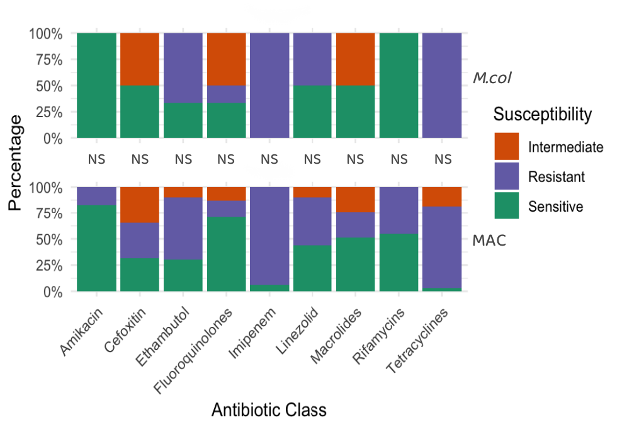 100%
75%
50%
25%
0%
M.col
NS NS NS NS NS NS NS NS NS
100%
75%
50%
25%
0%
MAC
Percentage
Amikacin
Cefoxitin
Ethambutol
Fluoroquinolones
Imipenem
Linezolid
Macrolides
Rifamycins
Tetracyclines
Antibiotic Class
Susceptibility
Intermediate
Resistant
Sensitive